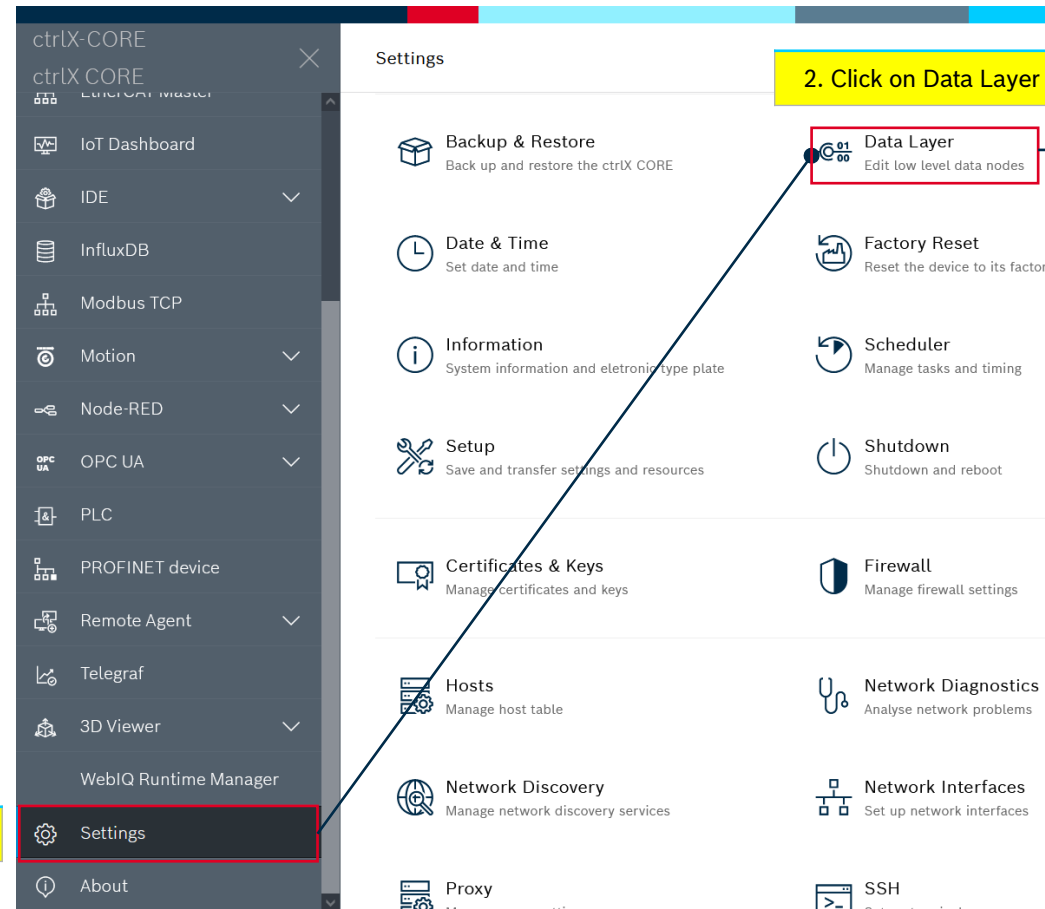 ctrlX-CORE
ctrlX CORE
EtherCAT Master
IoT Dashboard
IDE
InfluxDB
Modbus TCP
Motion
Node-RED
OPC UA
OPC UA
PLC
&
PROFINET device
Remote Agent
Telegraf
3D Viewer
WebIQ Runtime Manager
Settings
About
Settings
2. Click on Data Layer
Backup & Restore
Back up and restore the ctrlX CORE
01
00
Data Layer
Edit low level data nodes
Date & Time
Set date and time
Factory Reset
Reset the device to its factor
Information
System information and eletronic type plate
Scheduler
Manage tasks and timing
Setup
Save and transfer settings and resources
Shutdown
Shutdown and reboot
Certificates & Keys
Manage certificates and keys
Firewall
Manage firewall settings
Hosts
Manage host table
Network Diagnostics
Analyse network problems
Network Discovery
Manage network discovery services
Network Interfaces
Set up network interfaces
Proxy
SSH